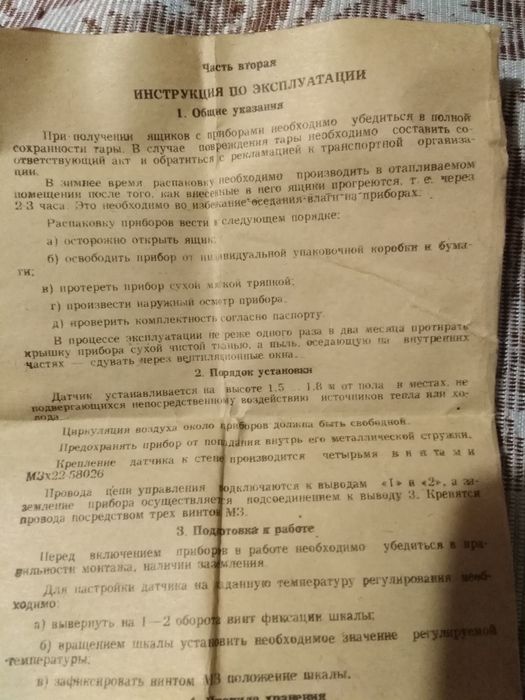 Часть вторая
ИНСТРУКЦИЯ ПО ЭКСПЛУАТАЦИИ
1. Общие указания
При получении ящиков с приборами необходимо убедиться в полной
сохранности тары. В случае повреждения тары необходимо составить со-
ответствующий акт и обратиться с рекламацией к транспортной организа-
ции.
В зимнее время распаковку необходимо производить в отапливаемом
помещении после того, как внесенные в него ящики прогреются, т. е. через
2-3 часа. Это необходимо во избежание оседания влаги на приборах.
Распаковку приборов вести в следующем порядке:
а) осторожно открыть ящик;
б) освободить прибор от индивидуальной упаковочной коробки и бума-
ги;
в) протереть прибор сухой мягкой тряпкой;
г) произвести наружный осмотр прибора;
д) проверить комплектность согласно паспорту.
В процессе эксплуатации не реже одного раза в два месяца протирать
крышку прибора сухой чистой тканью, а пыль, оседающую на внутренних
частях — сдувать через вентиляционные окна.
2. Порядок установки
Датчик устанавливается на высоте 1,5 . . 1,8 м от пола в местах, не
подвергающихся непосредственному воздействию источников тепла или хо-
лода.
Циркуляция воздуха около приборов должна быть свободной.
Предохранять прибор от попадания внутрь его металлической стружки.
Крепление датчика к стене производится четырьмя винтами
М3х22-58026
Провода цепи управления подключаются к выводам «1» и «2», а за-
земление прибора осуществляется подсоединением к выводу 3. Крепятся
провода посредством трех винтов М3.
3. Подготовка к работе
Перед включением приборов в работе необходимо убедиться в пра-
вильности монтажа, наличии заземления.
Для настройки датчика на заданную температуру регулирования необ-
ходимо:
а) вывернуть на 1—2 оборота винт фиксации шкалы;
б) вращением шкалы установить необходимое значение регулируемой
температуры;
в) зафиксировать винтом М3 положение шкалы.
4. Правила хранения